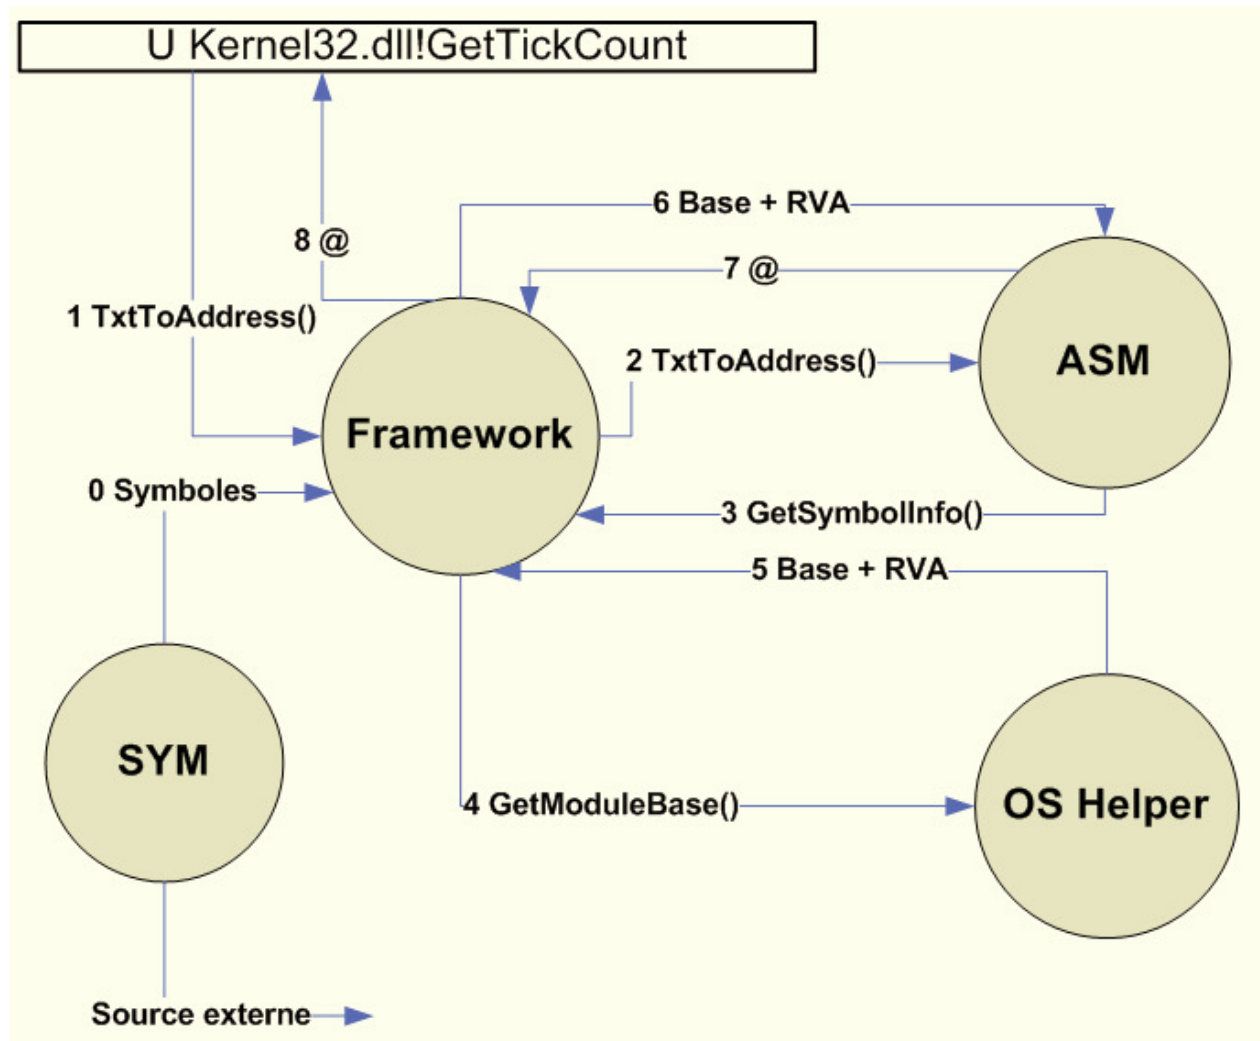 U Kernel32.dll!GetTickCount
6 Base + RVA
8 @
7 @
1 TxtToAddress()
2 TxtToAddress()
ASM
Framework
0 Symboles
3 GetSymbolInfo()
5 Base + RVA
SYM
4 GetModuleBase()
OS Helper
Source externe